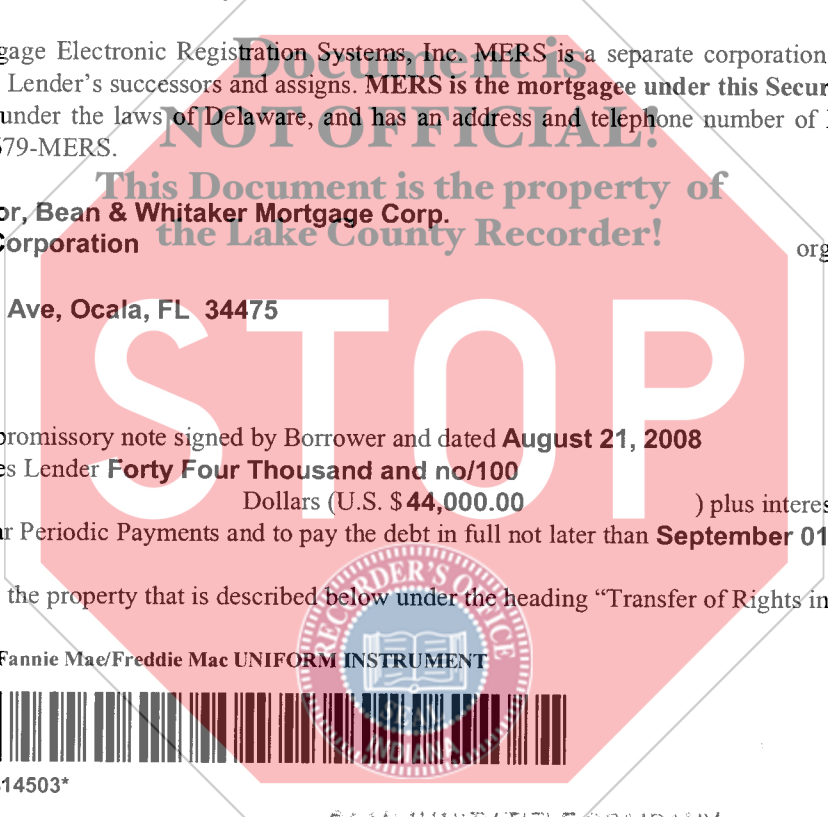 gage Electronic Registration Systems, Inc. MERS is a separate corporation
Lender's successors and assigns. MERS is the mortgagee under this Secur
under the laws of Delaware, and has an address and telephone number of
679-MERS.
Document is
NOT OFFICIAL!
This Document is the property of
the Lake County Recorder!
or, Bean & Whitaker Mortgage Corp.
Corporation org
Ave, Ocala, FL 34475
STOP
promissory note signed by Borrower and dated August 21, 2008
es Lender Forty Four Thousand and no/100
Dollars (U.S. $44,000.00 ) plus interes
ar Periodic Payments and to pay the debt in full not later than September 01
the property that is described below under the heading “Transfer of Rights in
RECORDER'S OFFICE
SEAL
INDIANA
Fannie Mae/Freddie Mac UNIFORM INSTRUMENT
14503*